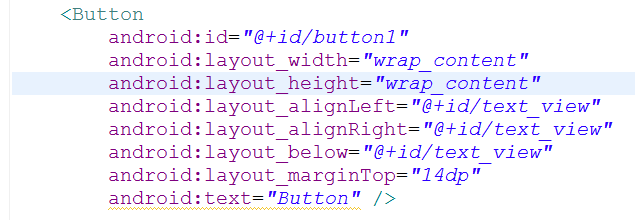 <Button
android:id="@+id/button1"
android:layout_width="wrap_content"
android:layout_height="wrap_content"
android:layout_alignLeft="@+id/text_view"
android:layout_alignRight="@+id/text_view"
android:layout_below="@+id/text_view"
android:layout_marginTop="14dp"
android:text="Button" />